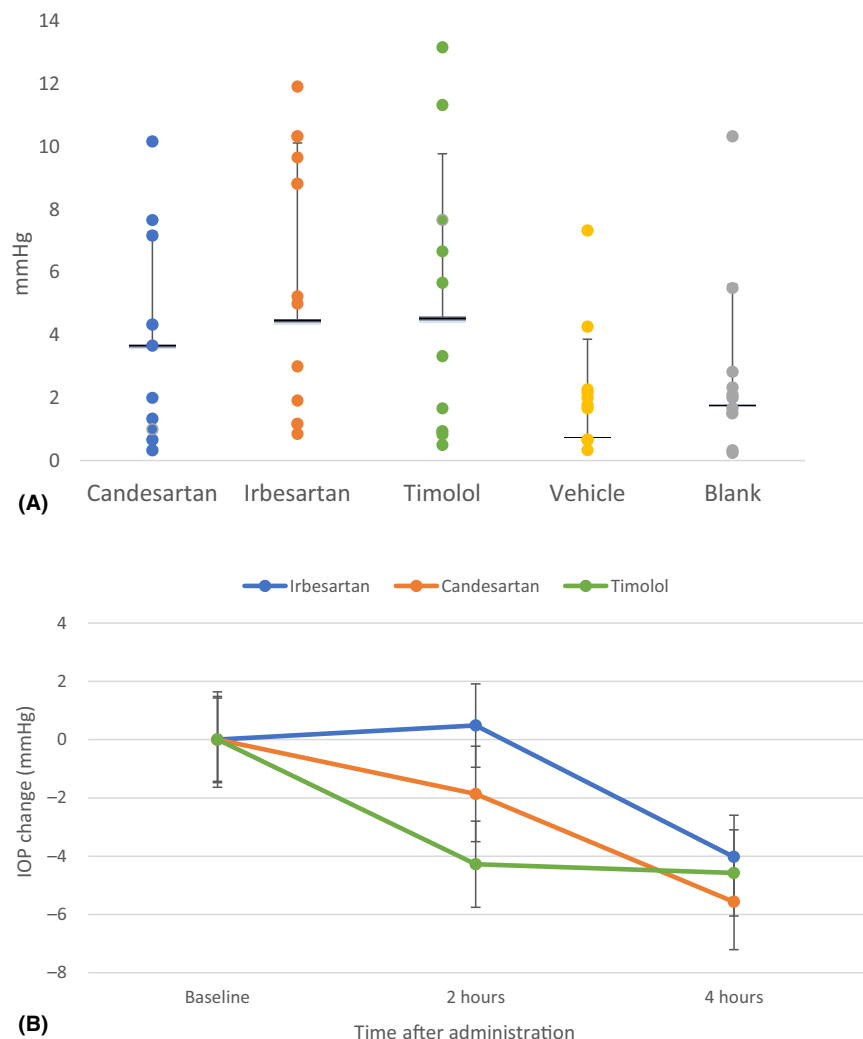 14
12
10
8
6
4
2
0
mmHg
Candesartan Irbesartan Timolol Vehicle Blank
(A)
Irbesartan Candesartan Timolol
4
2
0
−2
−4
−6
−8
IOP change (mmHg)
Baseline 2 hours 4 hours
Time after administration
(B)